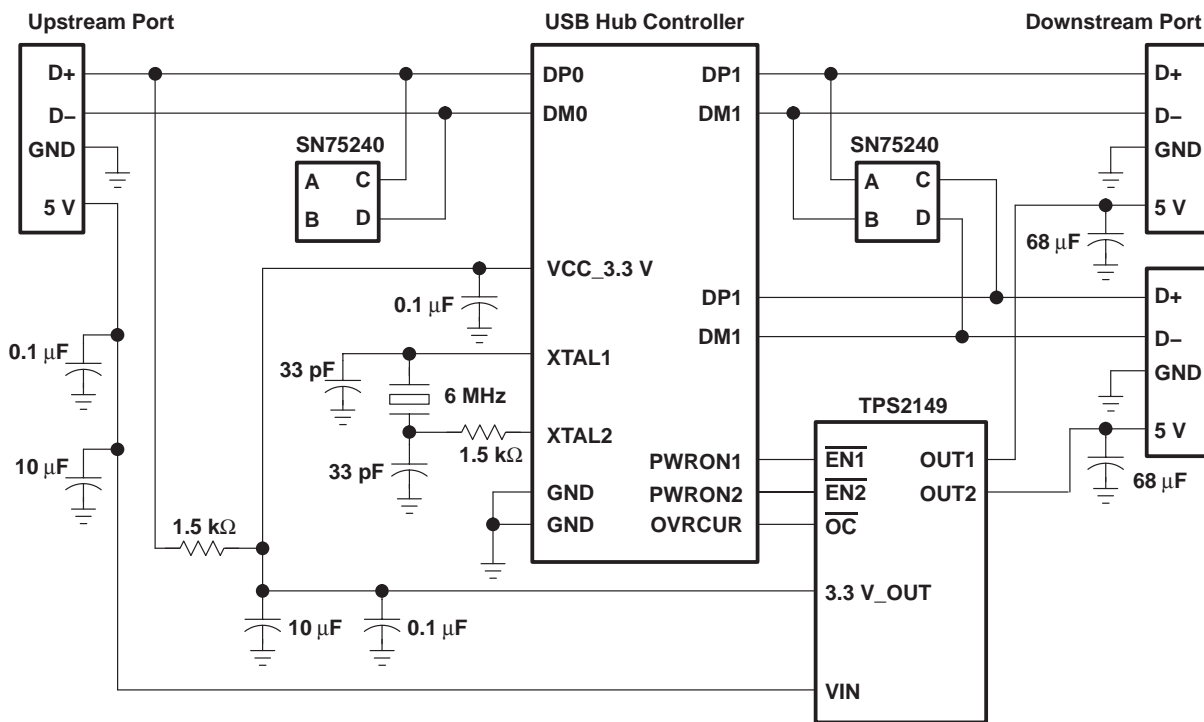 Upstream Port
USB Hub Controller
Downstream Port
D+
D−
GND
5 V
SN75240
A
C
B
D
DP0
DM0
DP1
DM1
SN75240
A
C
B
D
D+
D−
GND
5 V
68 μF
VCC_3.3 V
0.1 μF
DP1
DM1
D+
D−
GND
5 V
68 μF
0.1 μF
10 μF
33 pF
6 MHz
33 pF
1.5 kΩ
XTAL1
XTAL2
GND
GND
PWRON1
PWRON2
OVRCUR
TPS2149
EN1
OUT1
EN2
OUT2
OC
3.3 V_OUT
VIN
1.5 kΩ
10 μF
0.1 μF